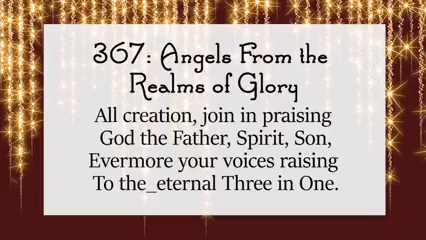 367: Angels From the
Realms of Glory
All creation, join in praising
God the Father, Spirit, Son,
Evermore your voices raising
To the_eternal Three in One.